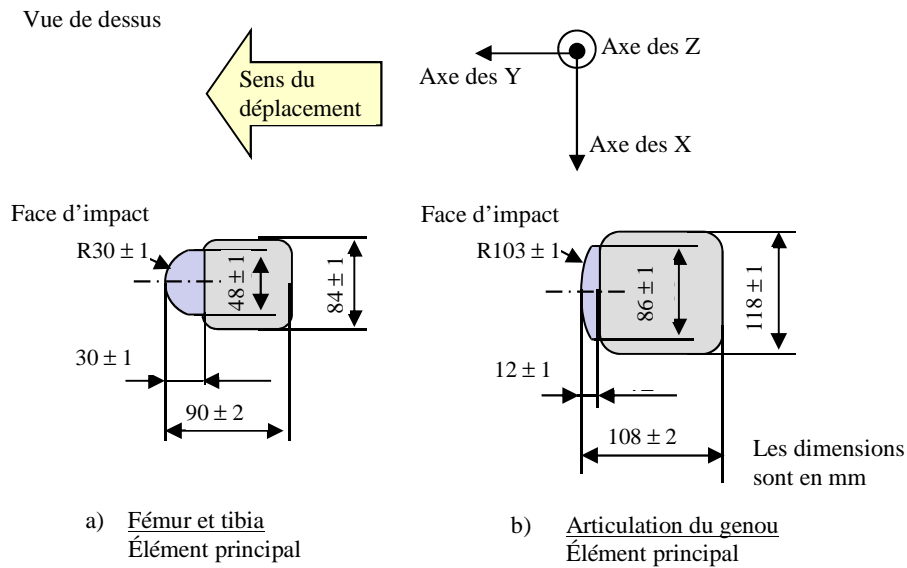 Vue de dessus
Sens du
déplacement
Axe des Z
Axe des Y
Axe des X
Face d'impact
R30 ± 1
48 ± 1
84 ± 1
30 ± 1
90 ± 2
Face d'impact
R103 ± 1
86 ± 1
118 ± 1
12 ± 1
108 ± 2
Les dimensions
sont en mm
a) Fémur et tibia
Élément principal
b) Articulation du genou
Élément principal